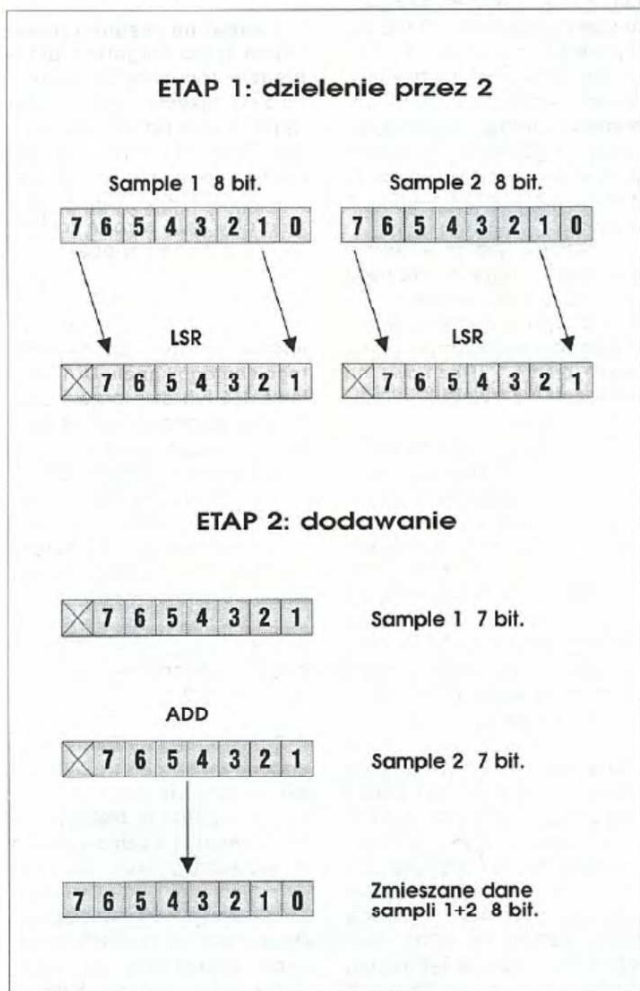 ETAP 1: dzielenie przez 2
Sample 1 8 bit.
Sample 2 8 bit.
7 6 5 4 3 2 1 0
7 6 5 4 3 2 1 0
LSR
LSR
7 6 5 4 3 2 1
7 6 5 4 3 2 1
ETAP 2: dodawanie
7 6 5 4 3 2 1
Sample 1 7 bit.
ADD
7 6 5 4 3 2 1
Sample 2 7 bit.
7 6 5 4 3 2 1 0
Zmieszane dane
sampli 1+2 8 bit.